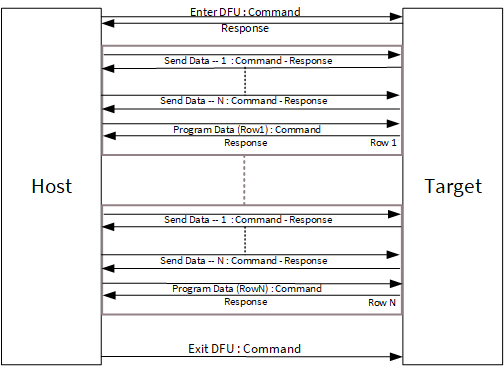 Enter DFU : Command
Response
Send Data -- 1 : Command - Response
Send Data -- N : Command - Response
Program Data (Row1) : Command
Response
Row 1
Host
Target
Send Data -- 1 : Command - Response
Send Data -- N : Command - Response
Program Data (RowN) : Command
Response
Row N
Exit DFU : Command